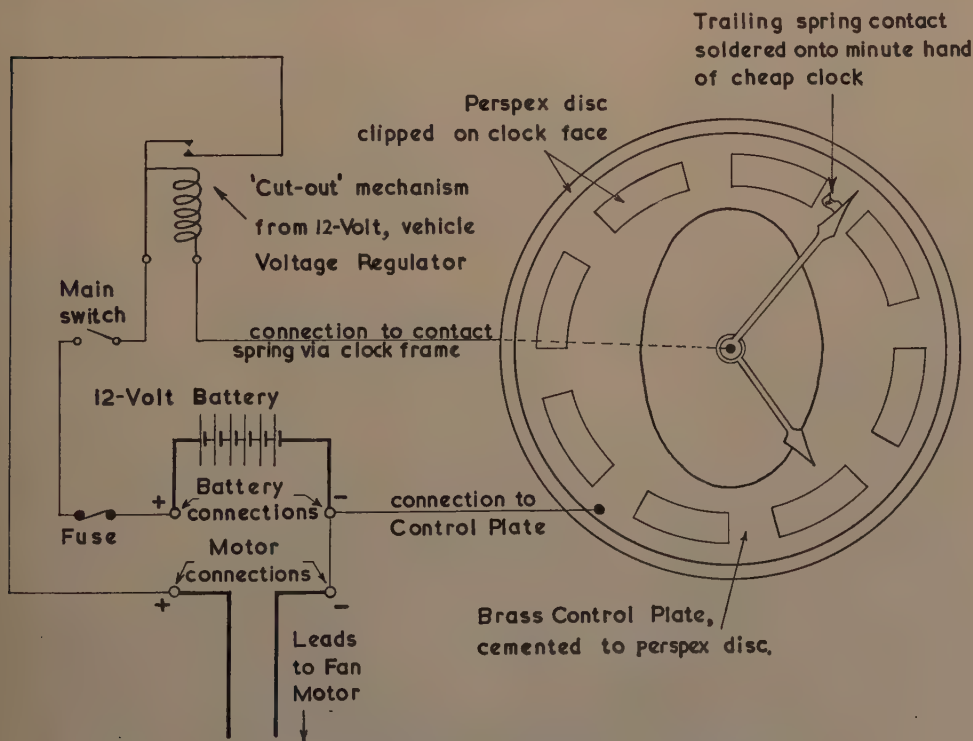 Trailing spring contact
soldered onto minute hand
of cheap clock
Perspex disc
clipped on clock face
'Cut-out' mechanism
from 12-Volt, vehicle
Voltage Regulator
Main
switch
connection to contact
spring via clock frame
12-Volt Battery
+
Battery
connections
-
connection to
Control Plate
Fuse
Motor
connections
+
-
Brass Control Plate,
cemented to perspex disc.
Leads
to Fan
Motor